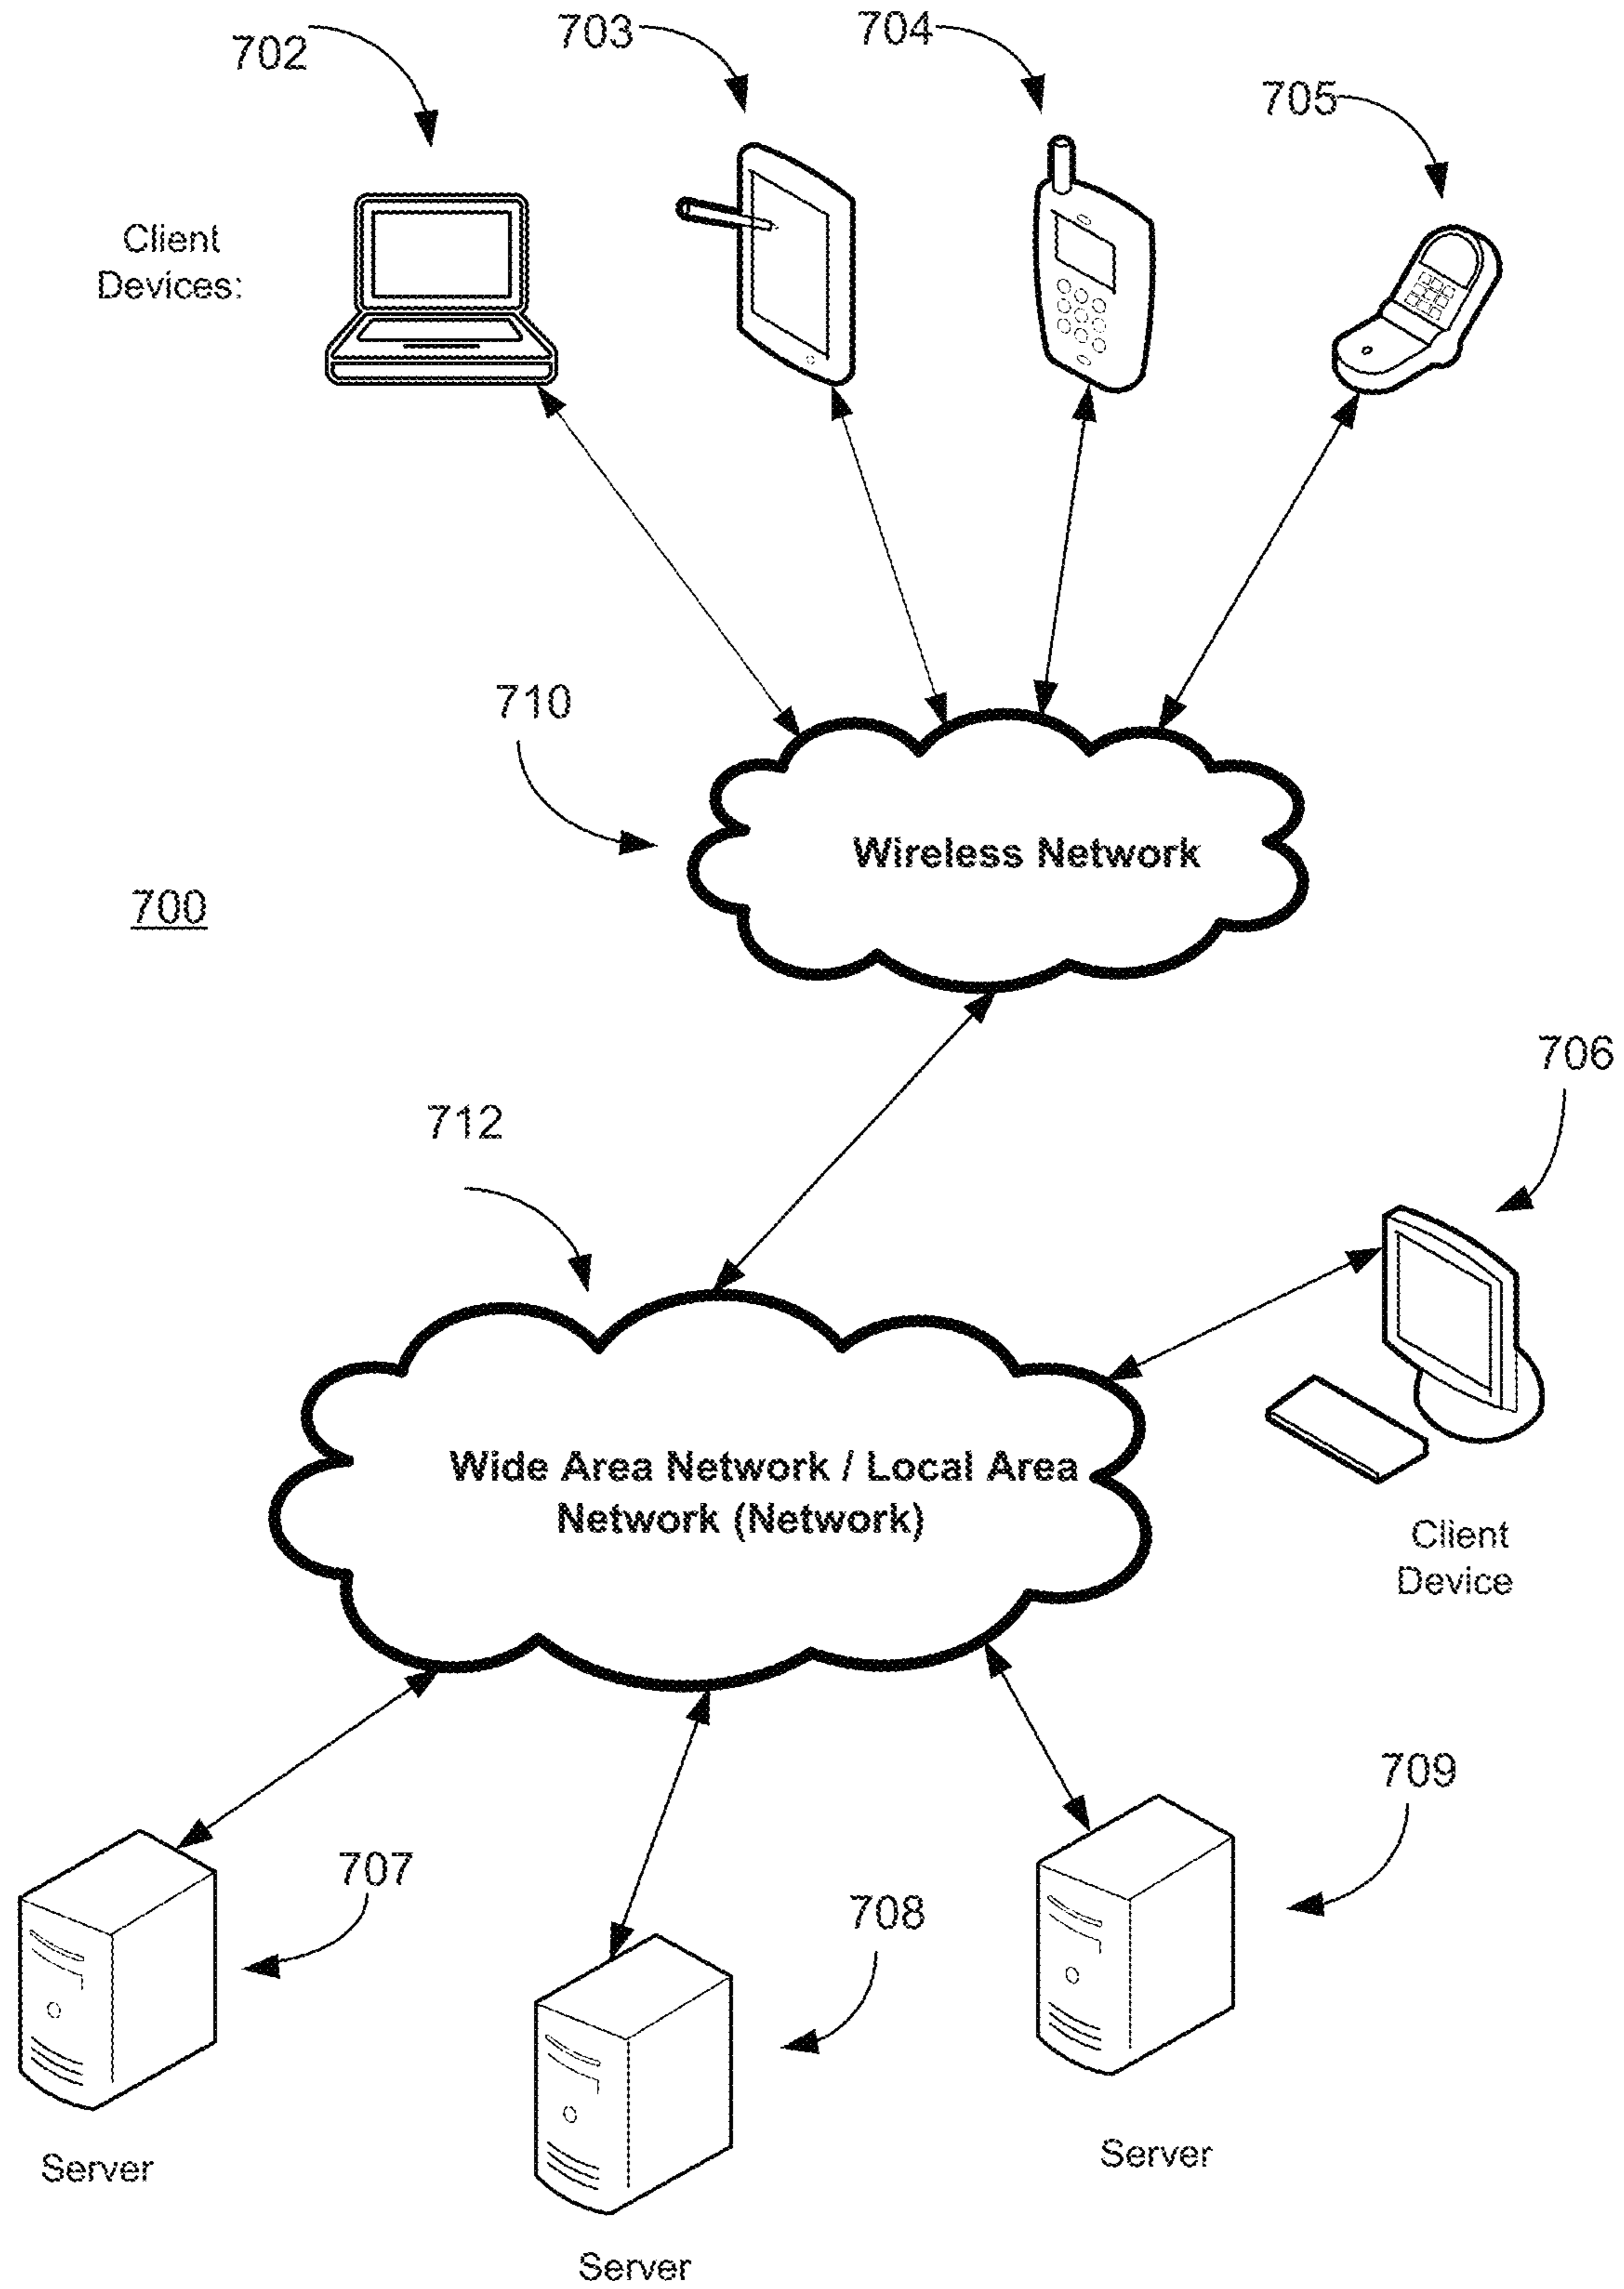 702
703
704
705
Client
Devices:
710
Wireless Network
700
706
712
Wide Area Network / Local Area
Network (Network)
Client
Device
709
707
708
Server
Server
Server